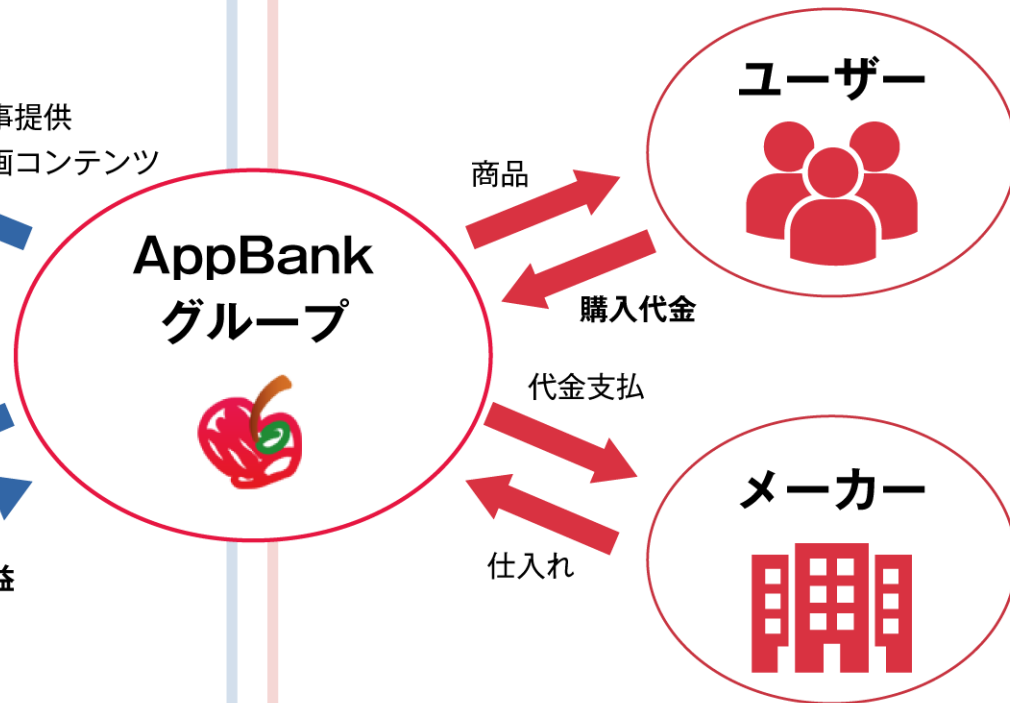 事提供
画コンテンツ
AppBank
グループ
商品
購入代金
ユーザー
代金支払
仕入れ
メーカー
益